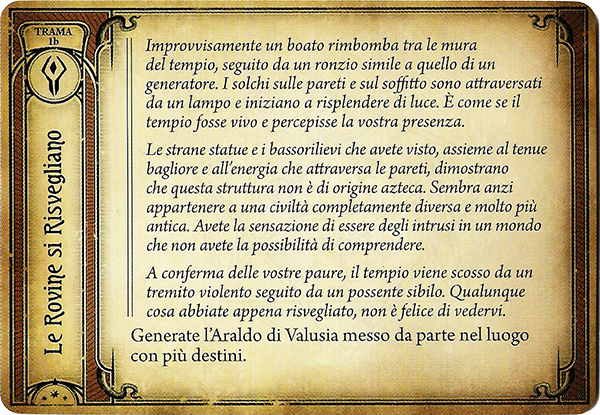 TRAMA
1b
Le Rovine si Risvegliano
Improvvisamente un boato rimbomba tra le mura
del tempio, seguito da un ronzio simile a quello di un
generatore. I solchi sulle pareti e sul soffitto sono attraversati
da un lampo e iniziano a risplendere di luce. È come se il
tempio fosse vivo e percepisse la vostra presenza.
Le strane statue e i bassorilievi che avete visto, assieme al tenue
bagliore e all'energia che attraversa le pareti, dimostrano
che questa struttura non è di origine azteca. Sembra anzi
appartenere a una civiltà completamente diversa e molto più
antica. Avete la sensazione di essere degli intrusi in un mondo
che non avete la possibilità di comprendere.
A conferma delle vostre paure, il tempio viene scosso da un
tremito violento seguito da un possente sibilo. Qualunque
cosa abbiate appena risvegliato, non è felice di vedervi.
Generate l'Araldo di Valusia messo da parte nel luogo
con più destini.